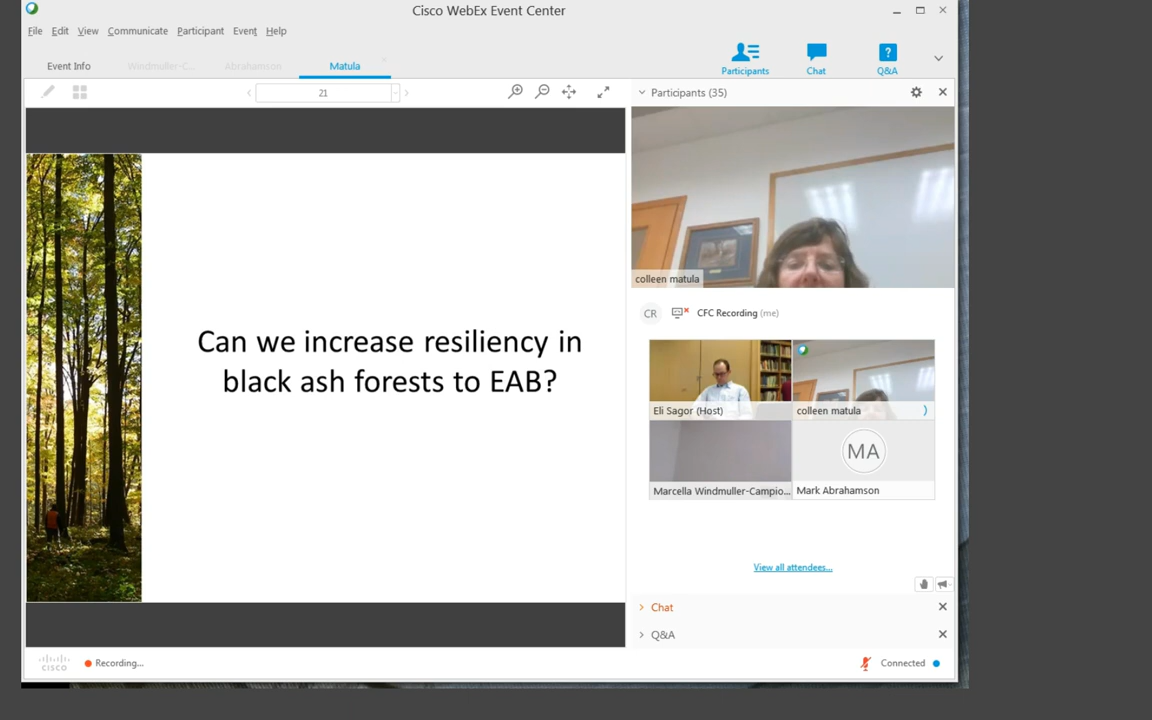 Cisco WebEx Event Center
File Edit View Communicate Participant Event Help
Event Info Windmuller-C... Abrahamson Matula
Participants Chat Q&A
21
Participants (35)
colleen matula
CR CFC Recording (me)
Eli Sagor (Host) colleen matula
MA
Marcella Windmuller-Campio... Mark Abrahamson
Can we increase resiliency in
black ash forests to EAB?
View all attendees...
Chat
Q&A
CISCO Recording... Connected